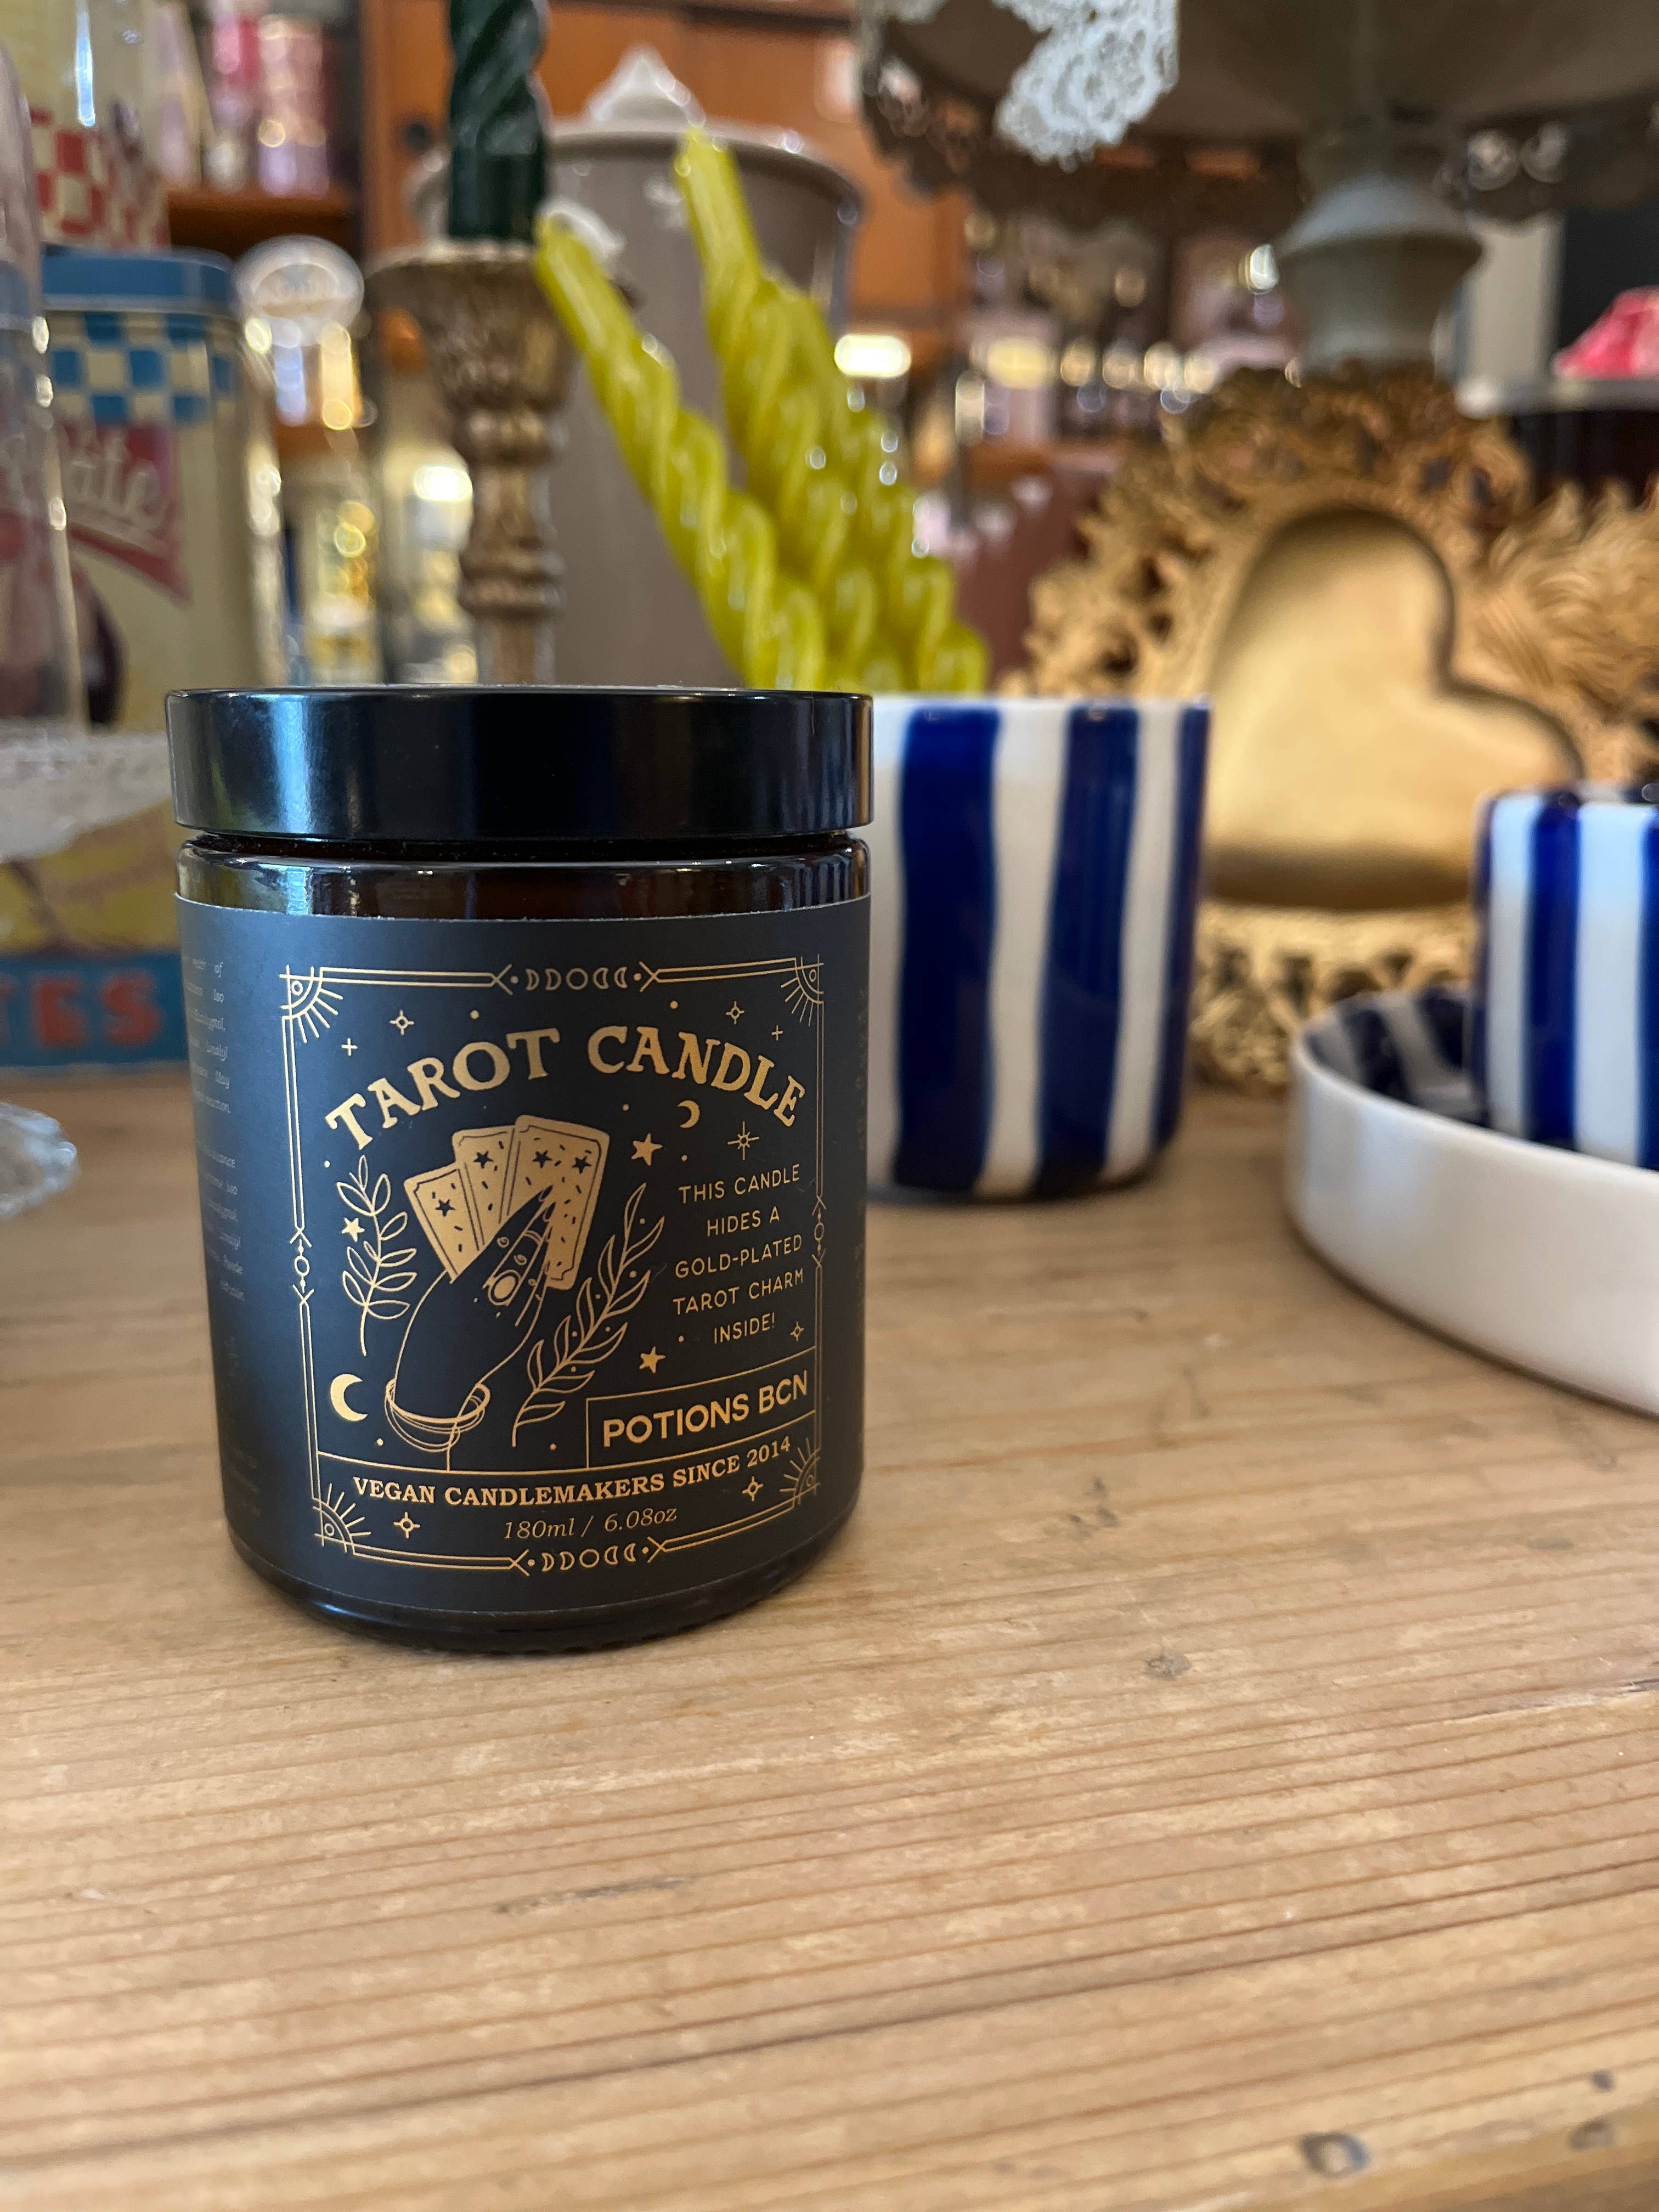 TAROT CANDLE
THIS CANDLE
HIDES A
GOLD-PLATED
TAROT CHARM
INSIDE!
POTIONS BCN
VEGAN CANDLEMAKERS SINCE 2014
180ml / 6.08oz